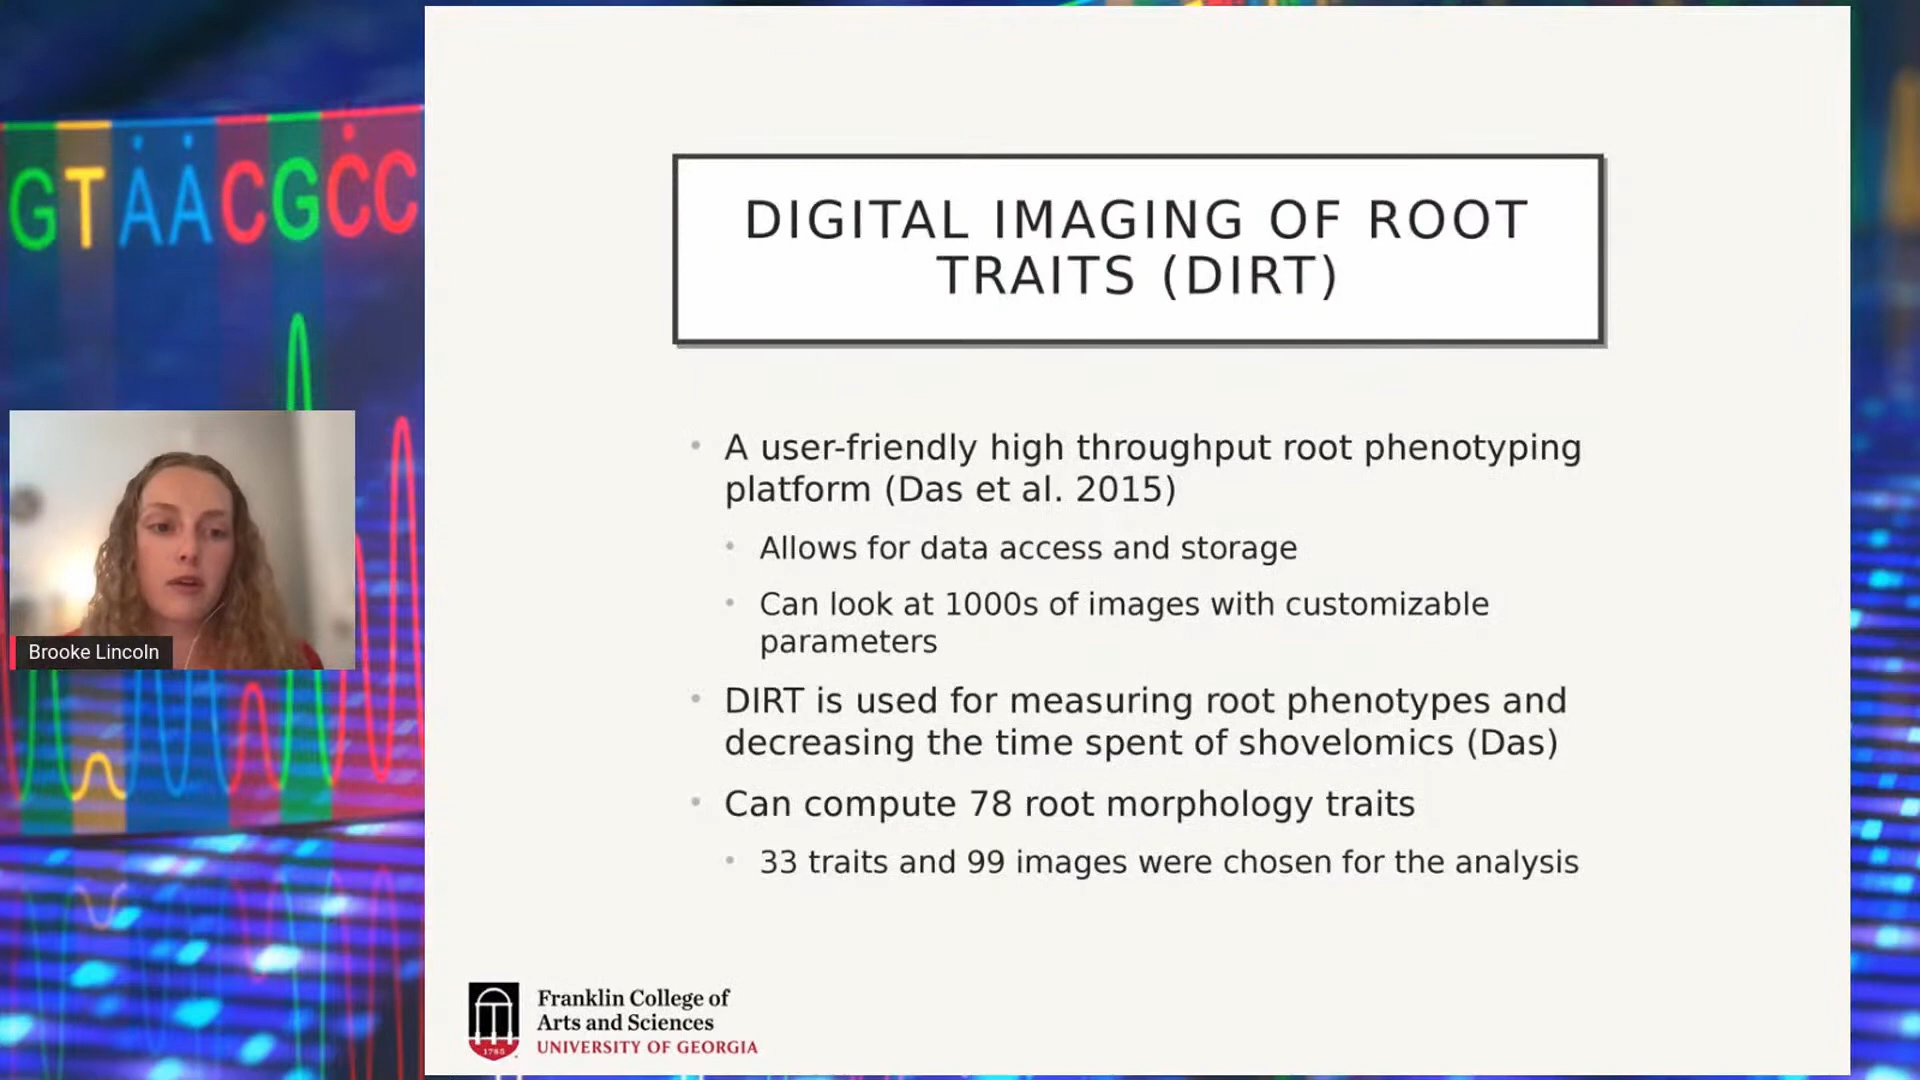 GTAACGCC
DIGITAL IMAGING OF ROOT
TRAITS (DIRT)
• A user-friendly high throughput root phenotyping
platform (Das et al. 2015)
• Allows for data access and storage
• Can look at 1000s of images with customizable
parameters
• DIRT is used for measuring root phenotypes and
decreasing the time spent of shovelomics (Das)
• Can compute 78 root morphology traits
• 33 traits and 99 images were chosen for the analysis
Brooke Lincoln
1785
Franklin College of
Arts and Sciences
UNIVERSITY OF GEORGIA